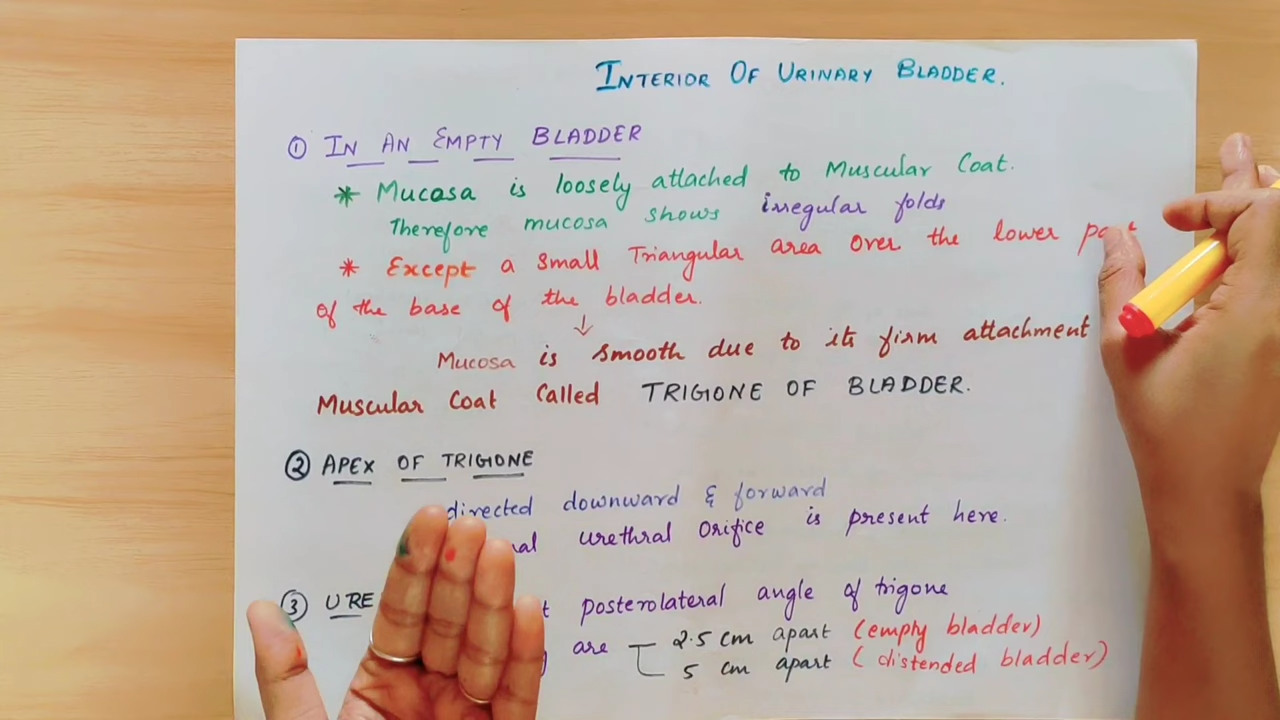 INTERIOR OF URINARY BLADDER.
① IN AN EMPTY BLADDER
* Mucosa is loosely attached to Muscular Coat.
Therefore mucosa shows irregular folds
* Except a small Triangular area over the lower
of the base of the bladder.
↓
Mucosa is smooth due to its firm attachment
Muscular Coat called TRIGONE OF BLADDER.
② APEX OF TRIGONE
directed downward & forward
urethral orifice is present here.
③ posterolateral angle of trigone
are 2.5 cm apart (empty bladder)
5 cm apart (distended bladder)